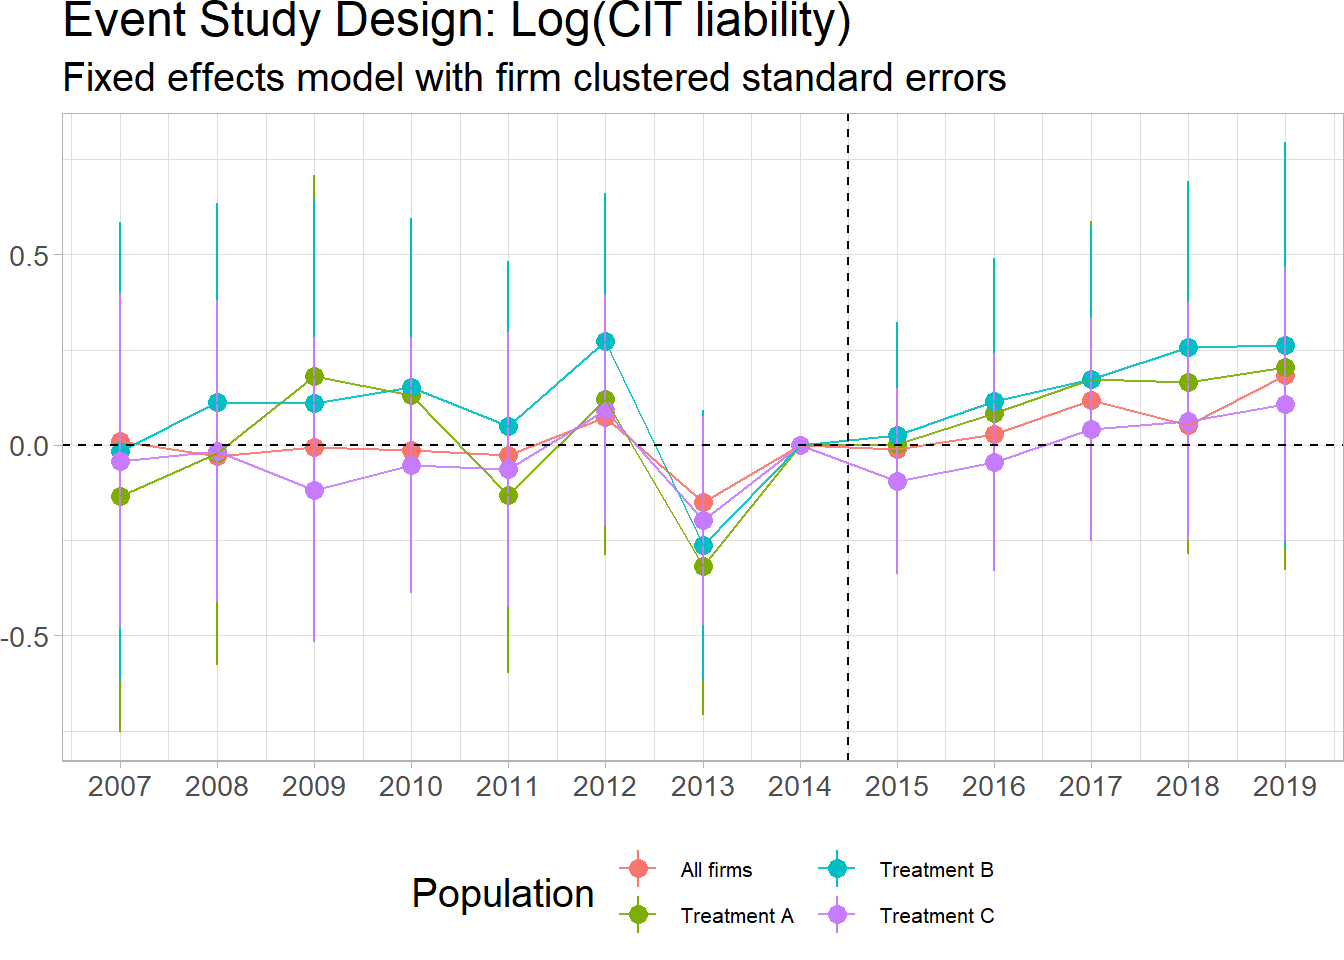 Event Study Design: Log(CIT liability)
Fixed effects model with firm clustered standard errors
0.5
0.0
-0.5
2007 2008 2009 2010 2011 2012 2013 2014 2015 2016 2017 2018 2019
Population
All firms
Treatment A
Treatment B
Treatment C